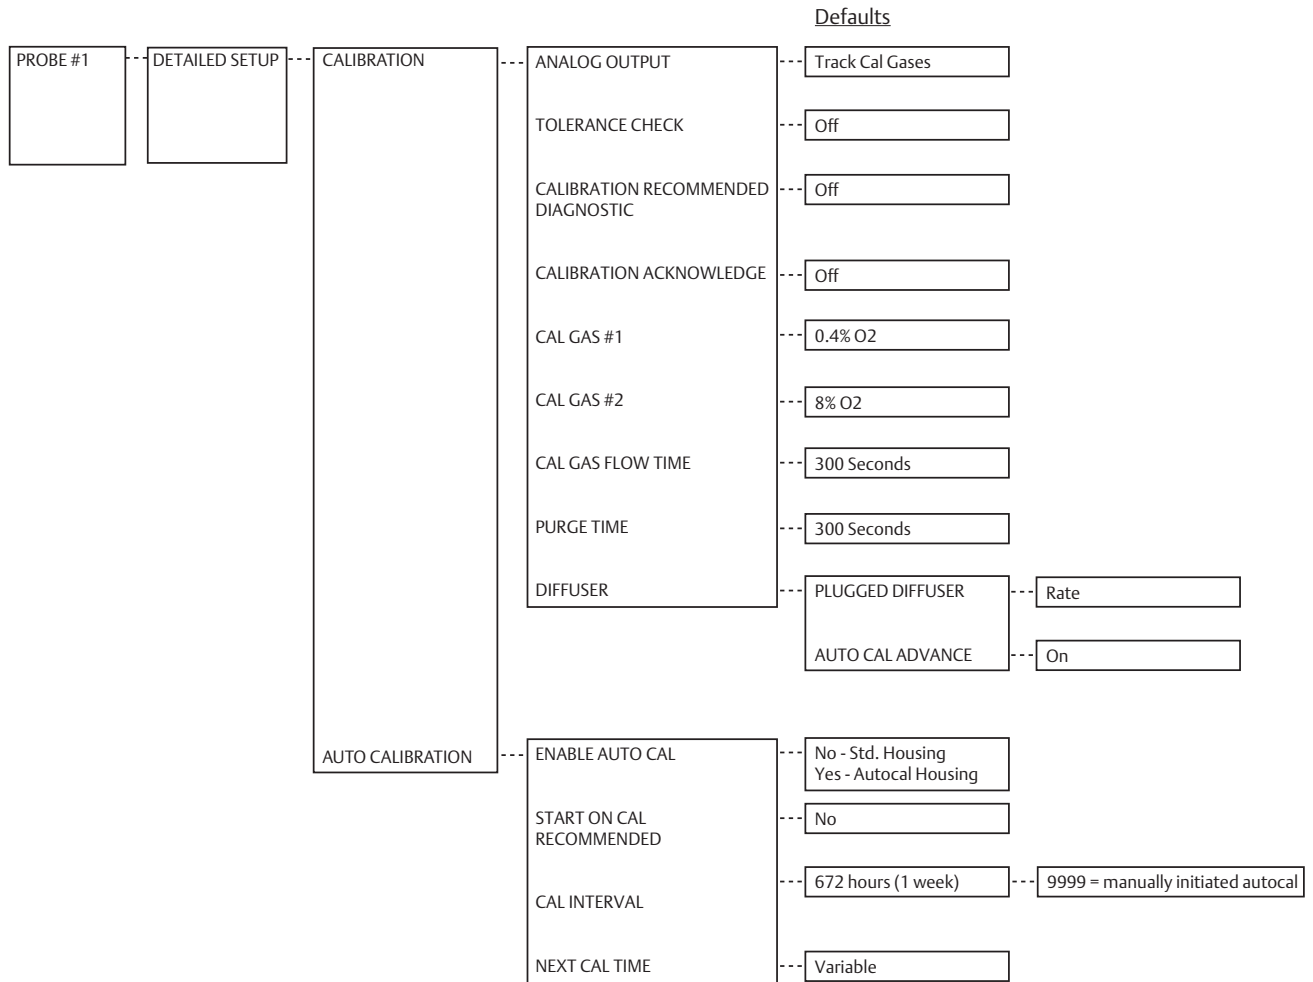 Defaults
PROBE #1
DETAILED SETUP
CALIBRATION
ANALOG OUTPUT
Track Cal Gases
TOLERANCE CHECK
Off
CALIBRATION RECOMMENDED
DIAGNOSTIC
Off
CALIBRATION ACKNOWLEDGE
Off
CAL GAS #1
0.4% O2
CAL GAS #2
8% O2
CAL GAS FLOW TIME
300 Seconds
PURGE TIME
300 Seconds
DIFFUSER
PLUGGED DIFFUSER
Rate
AUTO CAL ADVANCE
On
AUTO CALIBRATION
ENABLE AUTO CAL
No - Std. Housing
Yes - Autocal Housing
START ON CAL
RECOMMENDED
No
CAL INTERVAL
672 hours (1 week)
9999 = manually initiated autocal
NEXT CAL TIME
Variable